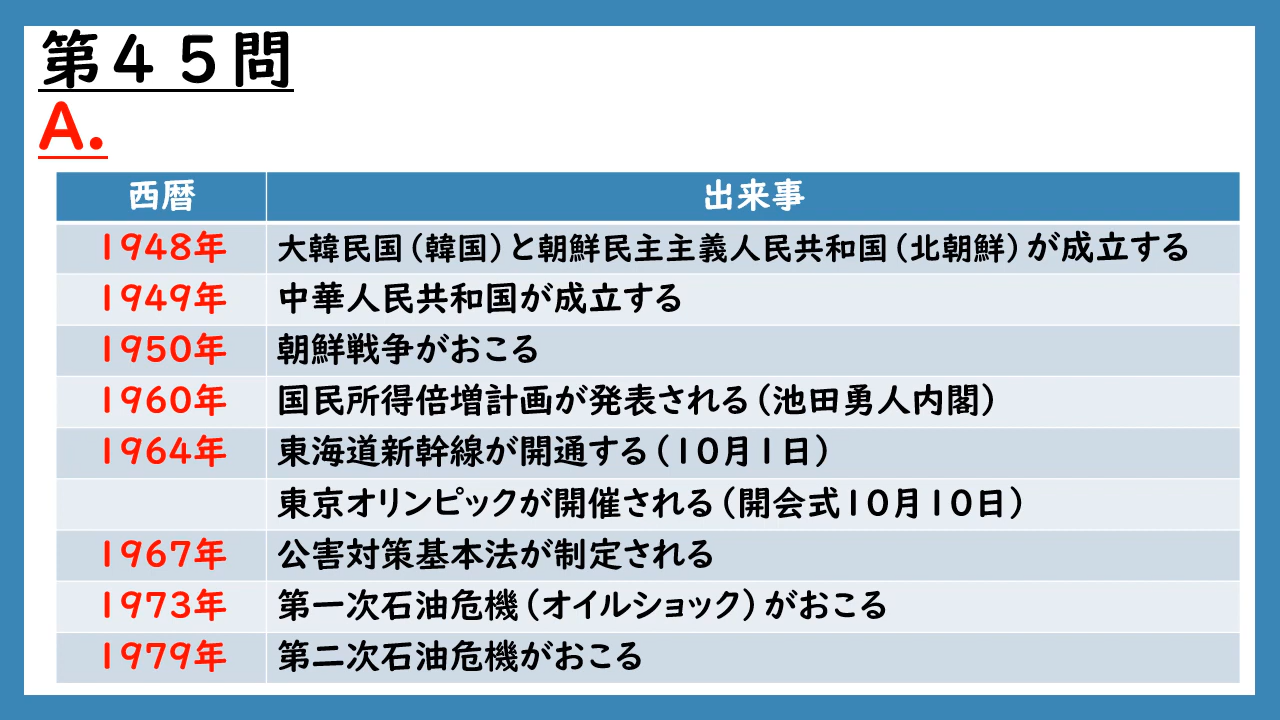 第４５問
A.
西暦 出来事
1948年 大韓民国（韓国）と朝鮮民主主義人民共和国（北朝鮮）が成立する
1949年 中華人民共和国が成立する
1950年 朝鮮戦争がおこる
1960年 国民所得倍増計画が発表される（池田勇人内閣）
1964年 東海道新幹線が開通する（10月1日）
東京オリンピックが開催される（開会式10月10日）
1967年 公害対策基本法が制定される
1973年 第一次石油危機（オイルショック）がおこる
1979年 第二次石油危機がおこる